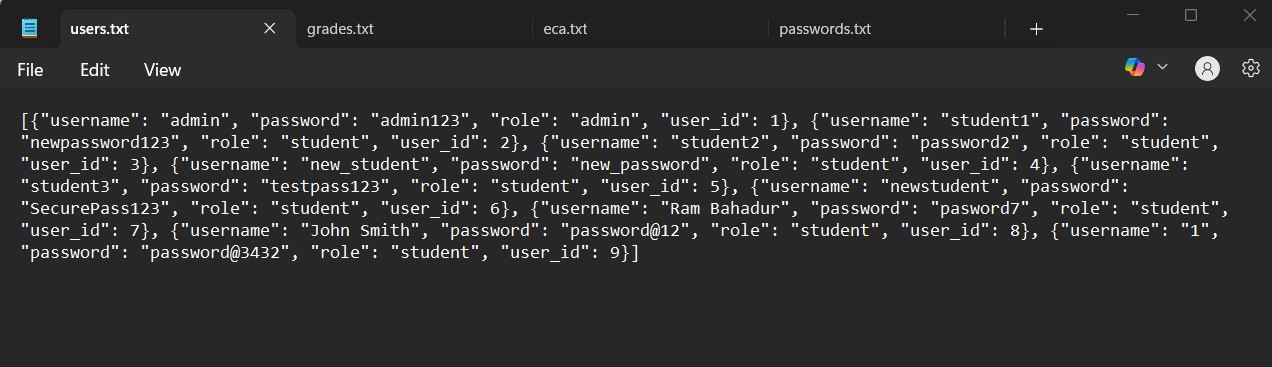 users.txt grades.txt eca.txt passwords.txt
File Edit View
[{"username": "admin", "password": "admin123", "role": "admin", "user_id": 1}, {"username": "student1", "password":
"newpassword123", "role": "student", "user_id": 2}, {"username": "student2", "password": "password2", "role": "student",
"user_id": 3}, {"username": "new_student", "password": "new_password", "role": "student", "user_id": 4}, {"username":
"student3", "password": "testpass123", "role": "student", "user_id": 5}, {"username": "newstudent", "password":
"SecurePass123", "role": "student", "user_id": 6}, {"username": "Ram Bahadur", "password": "pasword7", "role": "student",
"user_id": 7}, {"username": "John Smith", "password": "password@12", "role": "student", "user_id": 8}, {"username": "1",
"password": "password@3432", "role": "student", "user_id": 9}]